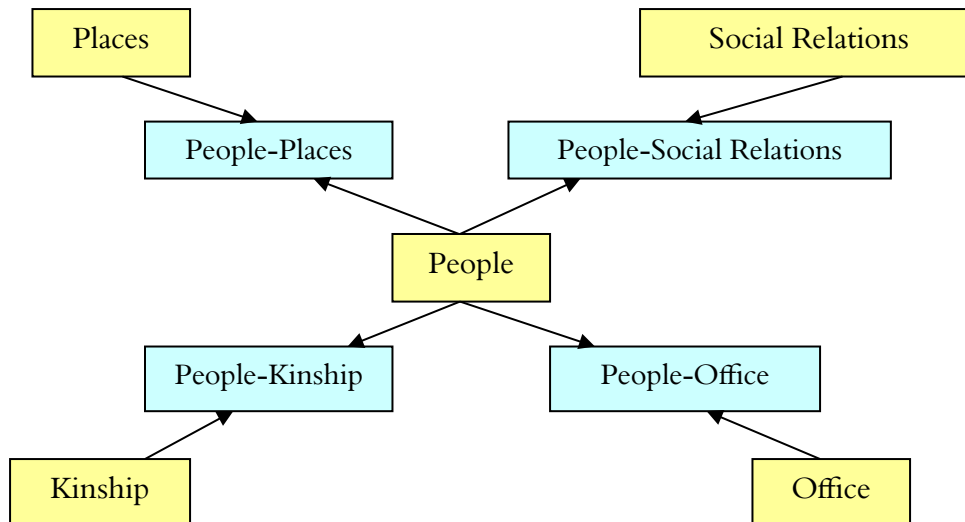 Places
Social Relations
People-Places
People-Social Relations
People
People-Kinship
People-Office
Kinship
Office